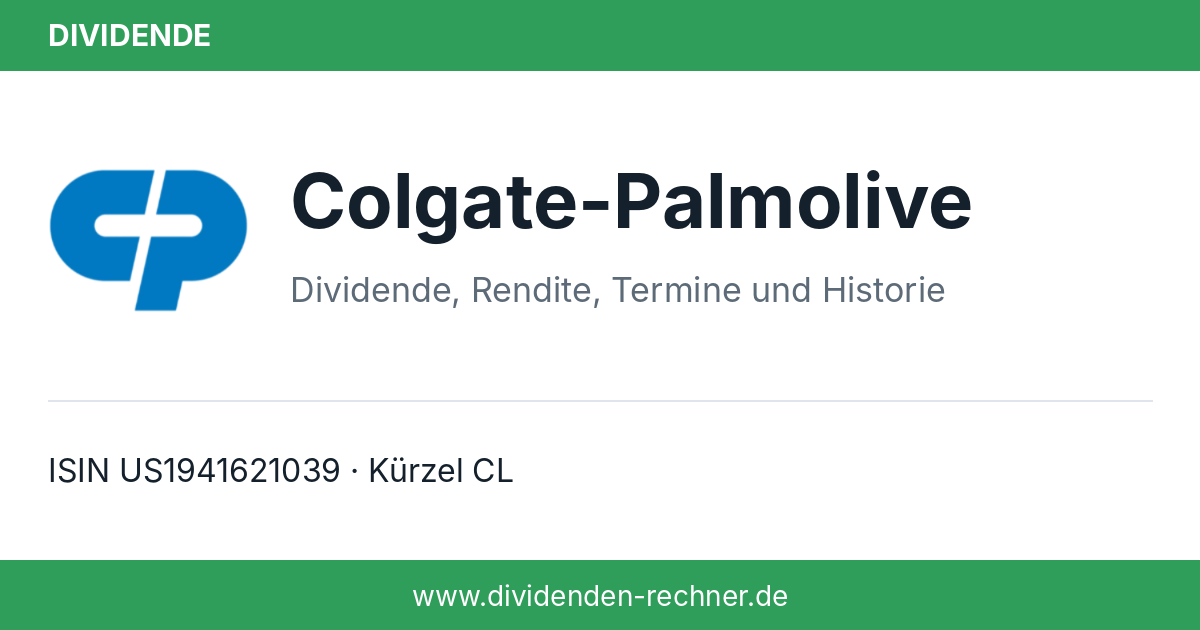 DIVIDENDE
Colgate-Palmolive
Dividende, Rendite, Termine und Historie
ISIN US1941621039 · Kürzel CL
www.dividenden-rechner.de